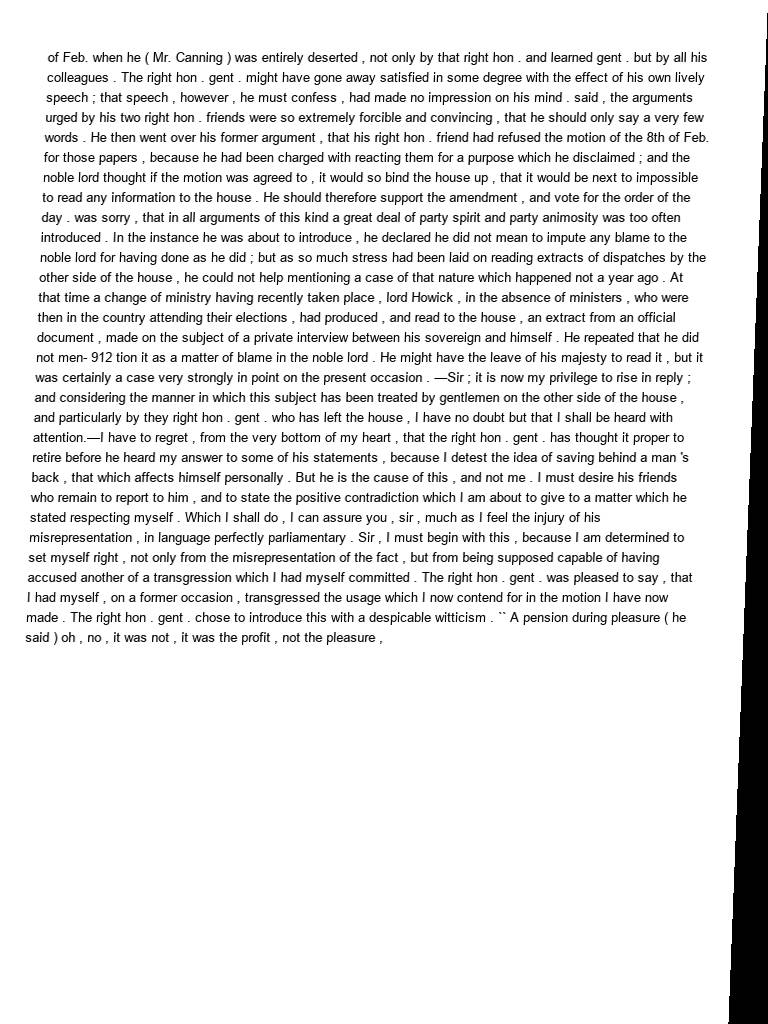 of Feb. when he ( Mr. Canning ) was entirely deserted , not only by that right hon . and learned gent . but by all his
colleagues . The right hon . gent . might have gone away satisfied in some degree with the effect of his own lively
speech ; that speech , however , he must confess , had made no impression on his mind . said , the arguments
urged by his two right hon . friends were so extremely forcible and convincing , that he should only say a very few
words . He then went over his former argument , that his right hon . friend had refused the motion of the 8th of Feb.
for those papers , because he had been charged with reacting them for a purpose which he disclaimed ; and the
noble lord thought if the motion was agreed to , it would so bind the house up , that it would be next to impossible
to read any information to the house . He should therefore support the amendment , and vote for the order of the
day . was sorry , that in all arguments of this kind a great deal of party spirit and party animosity was too often
introduced . In the instance he was about to introduce , he declared he did not mean to impute any blame to the
noble lord for having done as he did ; but as so much stress had been laid on reading extracts of dispatches by the
other side of the house , he could not help mentioning a case of that nature which happened not a year ago . At
that time a change of ministry having recently taken place , lord Howick , in the absence of ministers , who were
then in the country attending their elections , had produced , and read to the house , an extract from an official
document , made on the subject of a private interview between his sovereign and himself . He repeated that he did
not men- 912 tion it as a matter of blame in the noble lord . He might have the leave of his majesty to read it , but it
was certainly a case very strongly in point on the present occasion . —Sir ; it is now my privilege to rise in reply ;
and considering the manner in which this subject has been treated by gentlemen on the other side of the house ,
and particularly by they right hon . gent . who has left the house , I have no doubt but that I shall be heard with
attention.—I have to regret , from the very bottom of my heart , that the right hon . gent . has thought it proper to
retire before he heard my answer to some of his statements , because I detest the idea of saving behind a man 's
back , that which affects himself personally . But he is the cause of this , and not me . I must desire his friends
who remain to report to him , and to state the positive contradiction which I am about to give to a matter which he
stated respecting myself . Which I shall do , I can assure you , sir , much as I feel the injury of his
misrepresentation , in language perfectly parliamentary . Sir , I must begin with this , because I am determined to
set myself right , not only from the misrepresentation of the fact , but from being supposed capable of having
accused another of a transgression which I had myself committed . The right hon . gent . was pleased to say , that
I had myself , on a former occasion , transgressed the usage which I now contend for in the motion I have now
made . The right hon . gent . chose to introduce this with a despicable witticism . `` A pension during pleasure ( he
said ) oh , no , it was not , it was the profit , not the pleasure ,